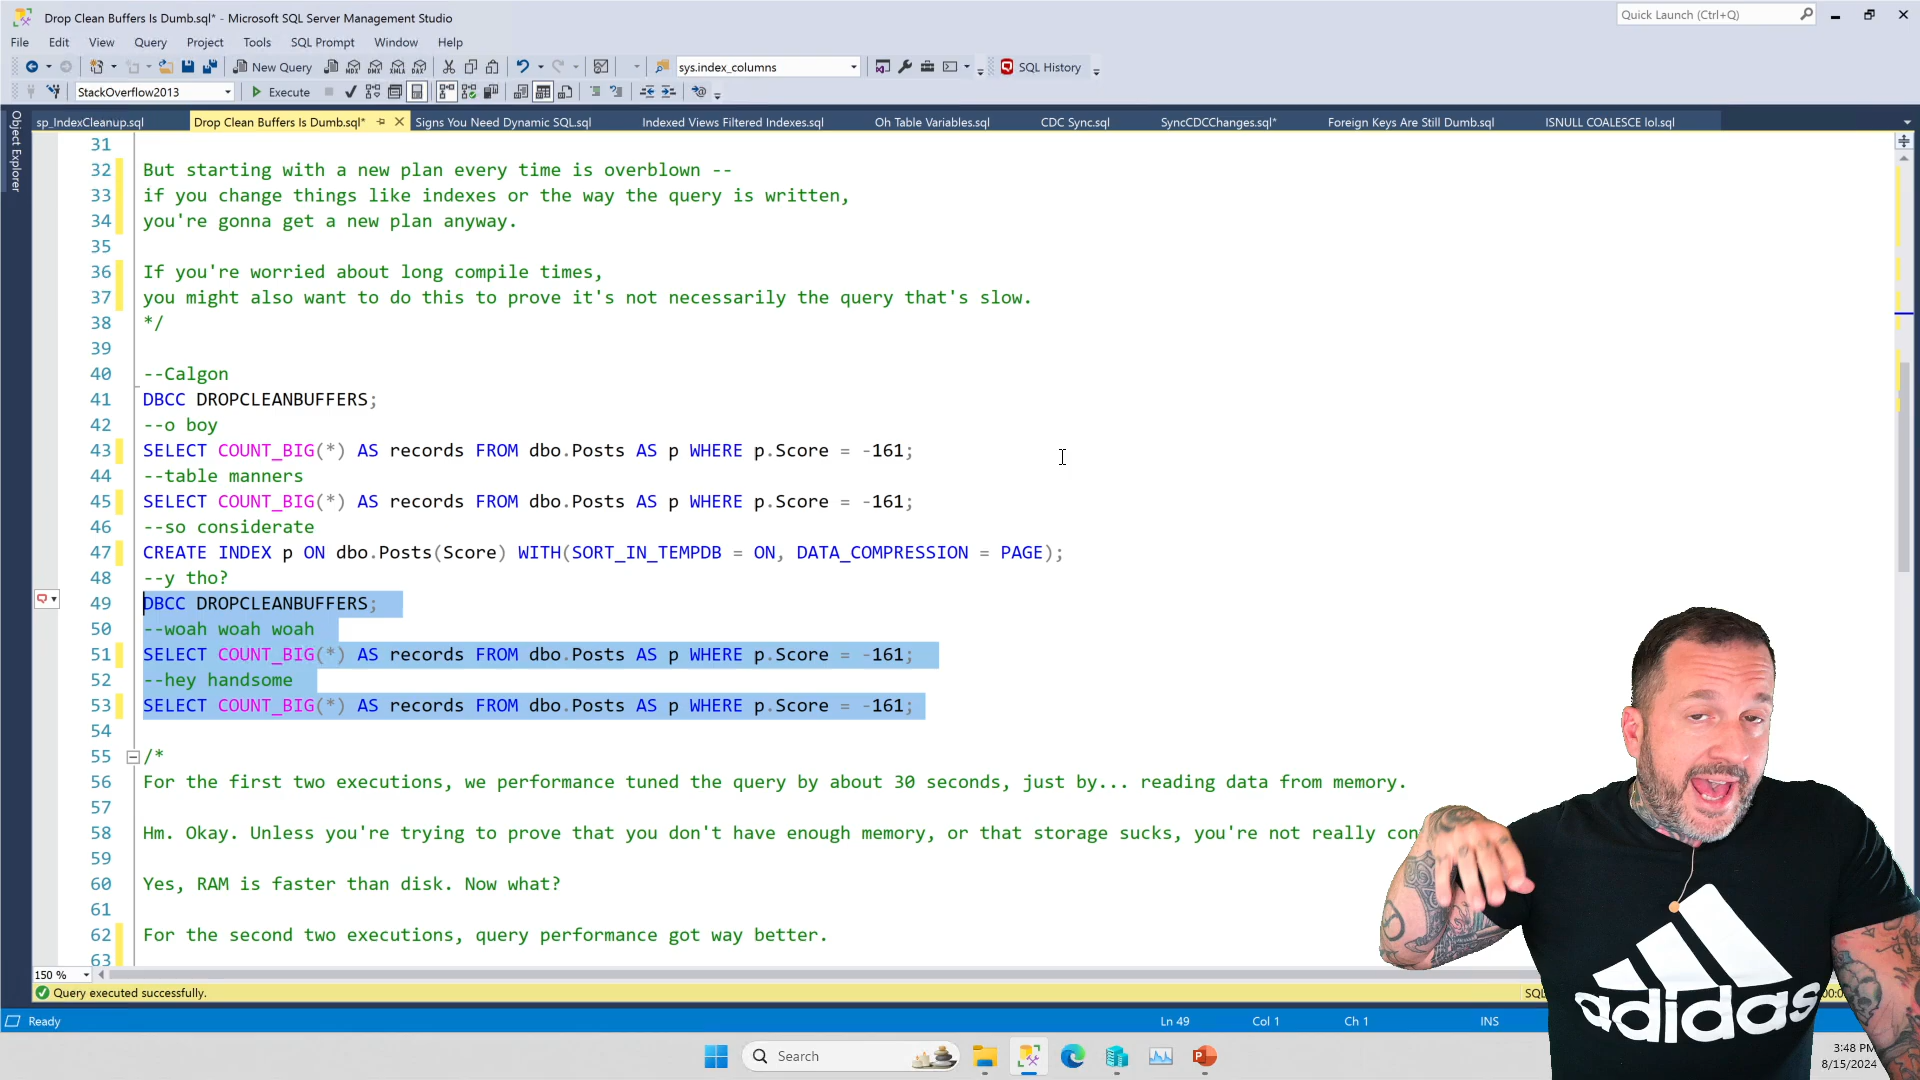 Drop Clean Buffers Is Dumb.sql* - Microsoft SQL Server Management Studio
Quick Launch (Ctrl+Q)
File Edit View Query Project Tools SQL Prompt Window Help
New Query
sys.index_columns
SQL History
StackOverflow2013
Execute
sp_IndexCleanup.sql
Drop Clean Buffers Is Dumb.sql*
Signs You Need Dynamic SQL.sql
Indexed Views Filtered Indexes.sql
Oh Table Variables.sql
CDC Sync.sql
SyncCDCChanges.sql*
Foreign Keys Are Still Dumb.sql
ISNULL COALESCE lol.sql
Object Explorer
31
32 But starting with a new plan every time is overblown --
33 if you change things like indexes or the way the query is written,
34 you're gonna get a new plan anyway.
35
36 If you're worried about long compile times,
37 you might also want to do this to prove it's not necessarily the query that's slow.
38 */
39
40 --Calgon
41 DBCC DROPCLEANBUFFERS;
42 --o boy
43 SELECT COUNT_BIG(*) AS records FROM dbo.Posts AS p WHERE p.Score = -161;
44 --table manners
45 SELECT COUNT_BIG(*) AS records FROM dbo.Posts AS p WHERE p.Score = -161;
46 --so considerate
47 CREATE INDEX p ON dbo.Posts(Score) WITH(SORT_IN_TEMPDB = ON, DATA_COMPRESSION = PAGE);
48 --y tho?
49 DBCC DROPCLEANBUFFERS;
50 --woah woah woah
51 SELECT COUNT_BIG(*) AS records FROM dbo.Posts AS p WHERE p.Score = -161;
52 --hey handsome
53 SELECT COUNT_BIG(*) AS records FROM dbo.Posts AS p WHERE p.Score = -161;
54
55 /*
56 For the first two executions, we performance tuned the query by about 30 seconds, just by... reading data from memory.
57
58 Hm. Okay. Unless you're trying to prove that you don't have enough memory, or that storage sucks, you're not really
59
60 Yes, RAM is faster than disk. Now what?
61
62 For the second two executions, query performance got way better.
63
150 %
Query executed successfully.
Ready
Ln 49
Col 1
Ch 1
INS
Search
3:48 PM
8/15/2024
adidas